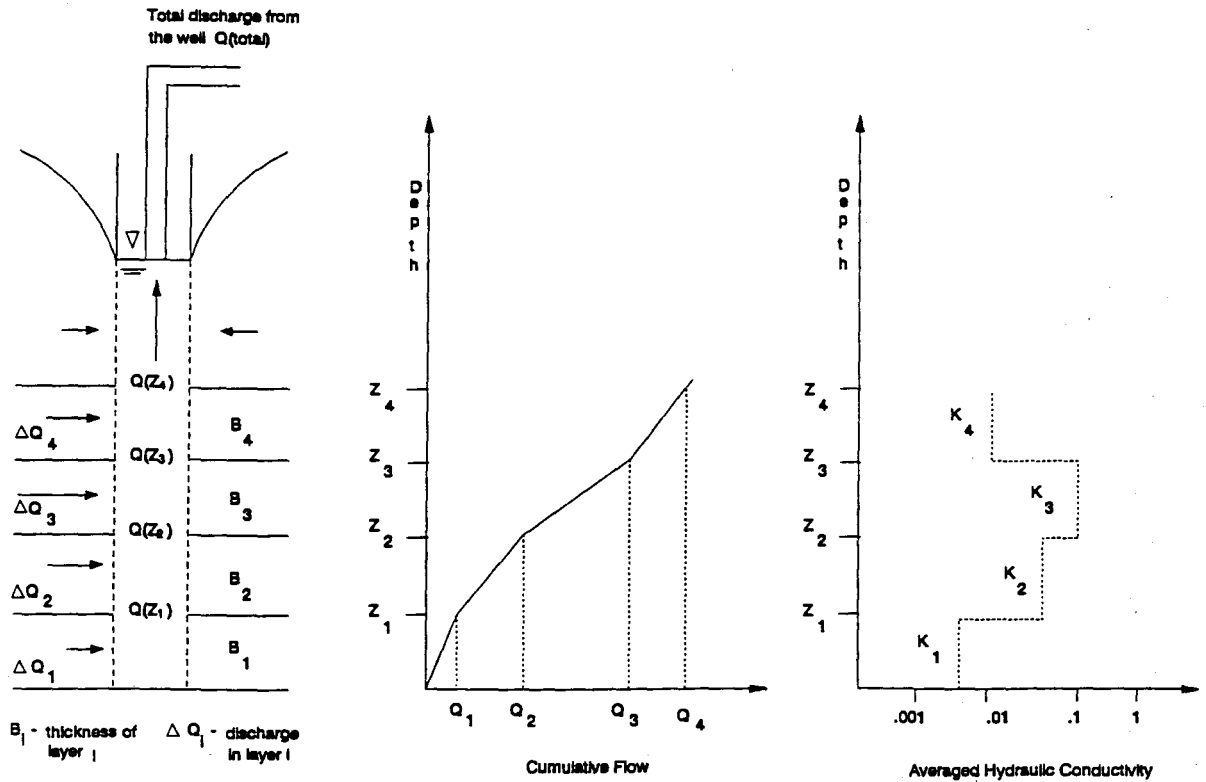 Total discharge from
the well Q(total)
Q(Z4)
ΔQ4
B4
Q(Z3)
ΔQ3
B3
Q(Z2)
ΔQ2
B2
Q(Z1)
ΔQ1
B1
Bi - thickness of
layer i
ΔQi - discharge
in layer i
Depth
Z4
Z3
Z2
Z1
Q1 Q2 Q3 Q4
Cumulative Flow
Depth
Z4
Z3
Z2
Z1
K4
K3
K2
K1
.001 .01 .1 1
Averaged Hydraulic Conductivity